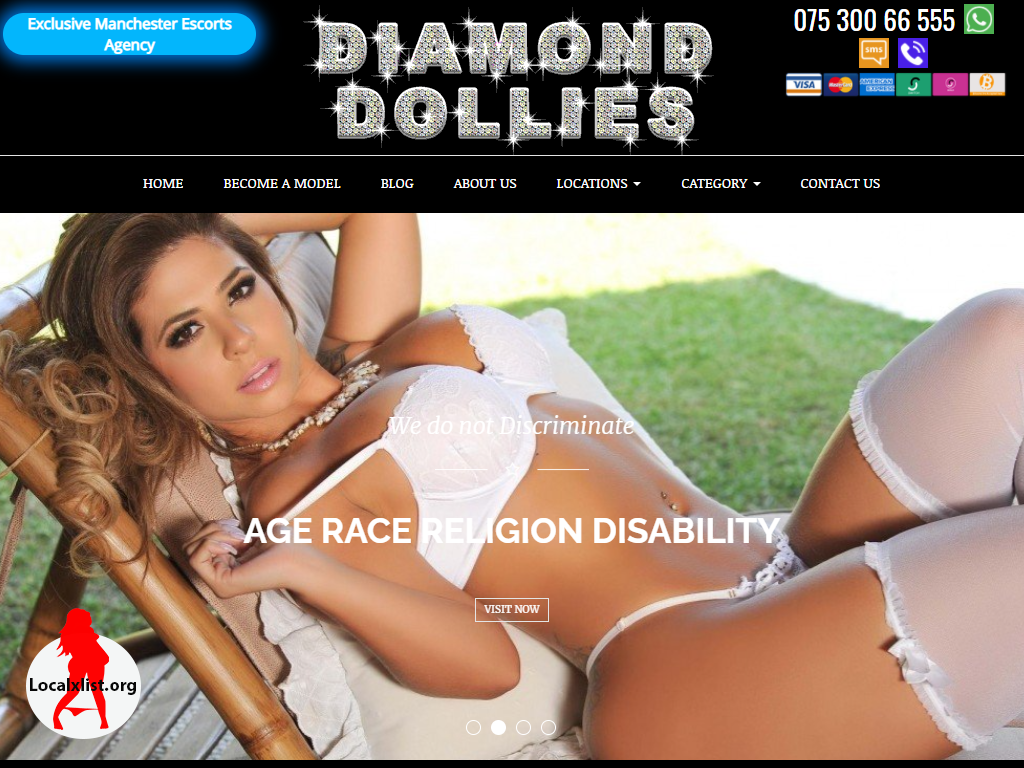 Exclusive Manchester Escorts
Agency
DIAMOND
DOLLIES
075 300 66 555
sms
VISA
MasterCard
AMERICAN
EXPRESS
HOME BECOME A MODEL BLOG ABOUT US LOCATIONS CATEGORY CONTACT US
We do not Discriminate
AGE RACE RELIGION DISABILITY
VISIT NOW
Localxlist.org